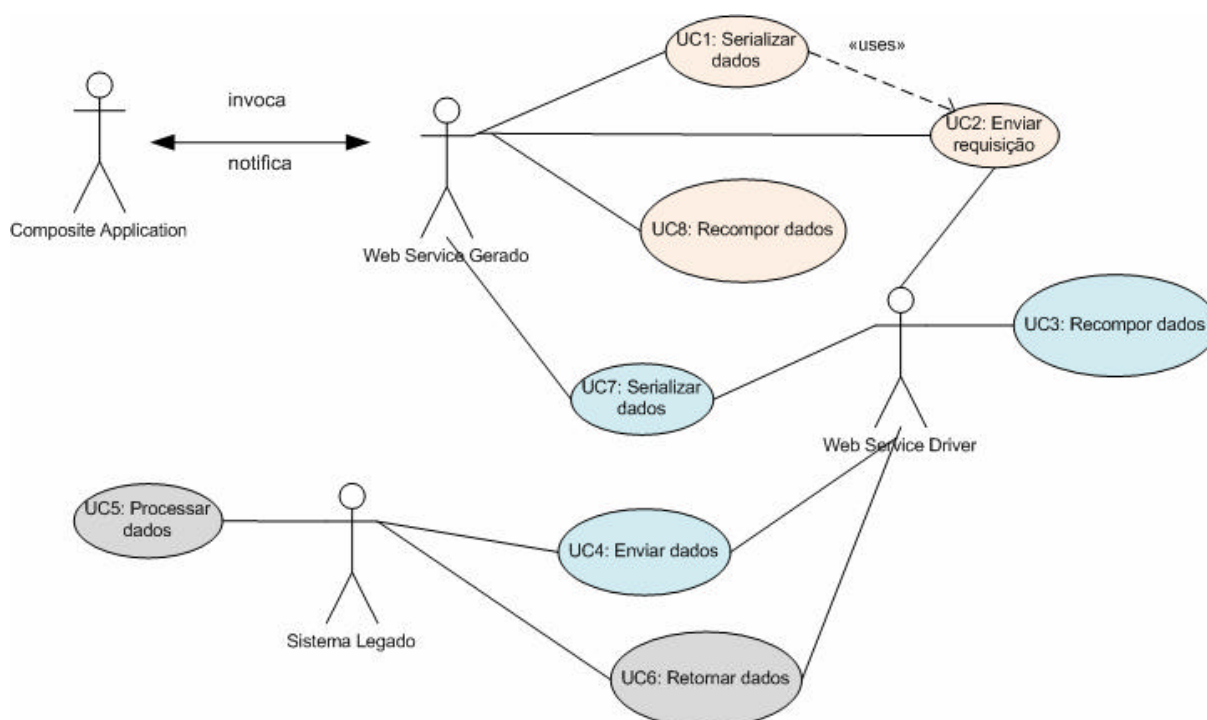 UC1: Serializar
dados
«uses»
invoca
notifica
UC2: Enviar
requisição
Composite Application
Web Service Gerado
UC8: Recompor dados
UC3: Recompor dados
UC7: Serializar
dados
Web Service Driver
UC5: Processar
dados
UC4: Enviar dados
Sistema Legado
UC6: Retornar dados